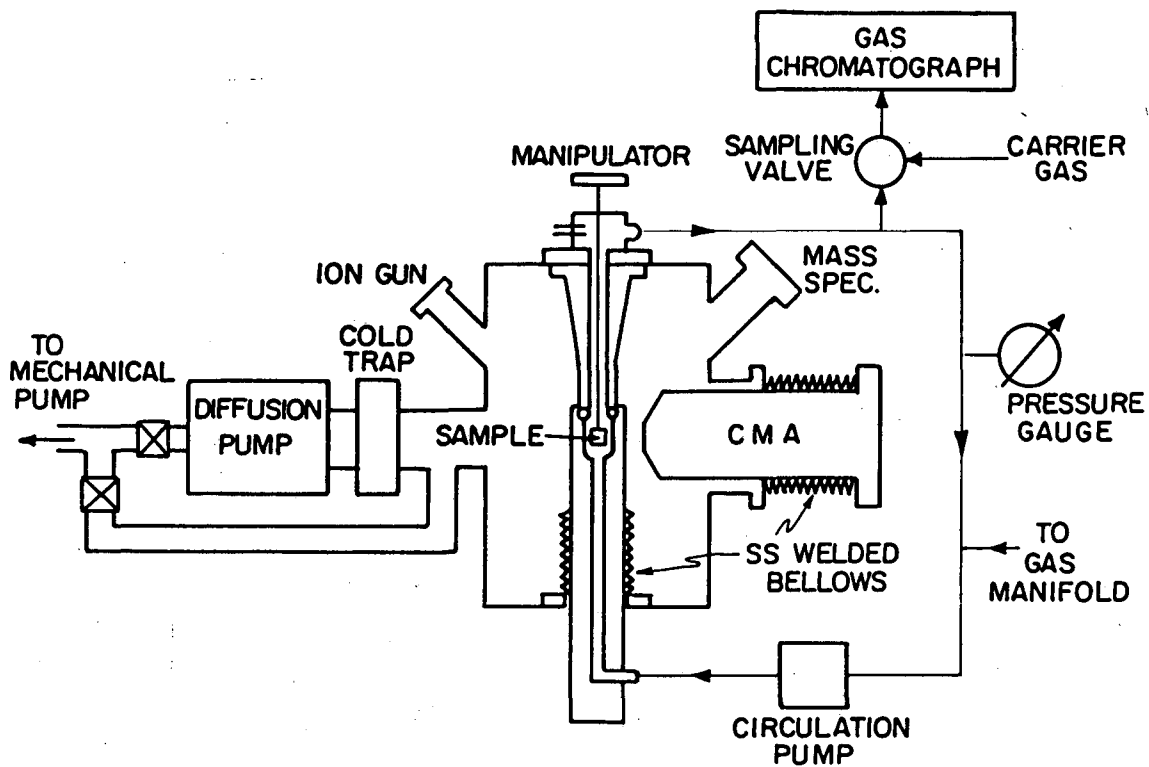 GAS
CHROMATOGRAPH
MANIPULATOR
SAMPLING
VALVE
CARRIER
GAS
ION GUN
MASS
SPEC.
COLD
TRAP
TO
MECHANICAL
PUMP
DIFFUSION
PUMP
SAMPLE
CMA
PRESSURE
GAUGE
SS WELDED
BELLOWS
TO
GAS
MANIFOLD
CIRCULATION
PUMP